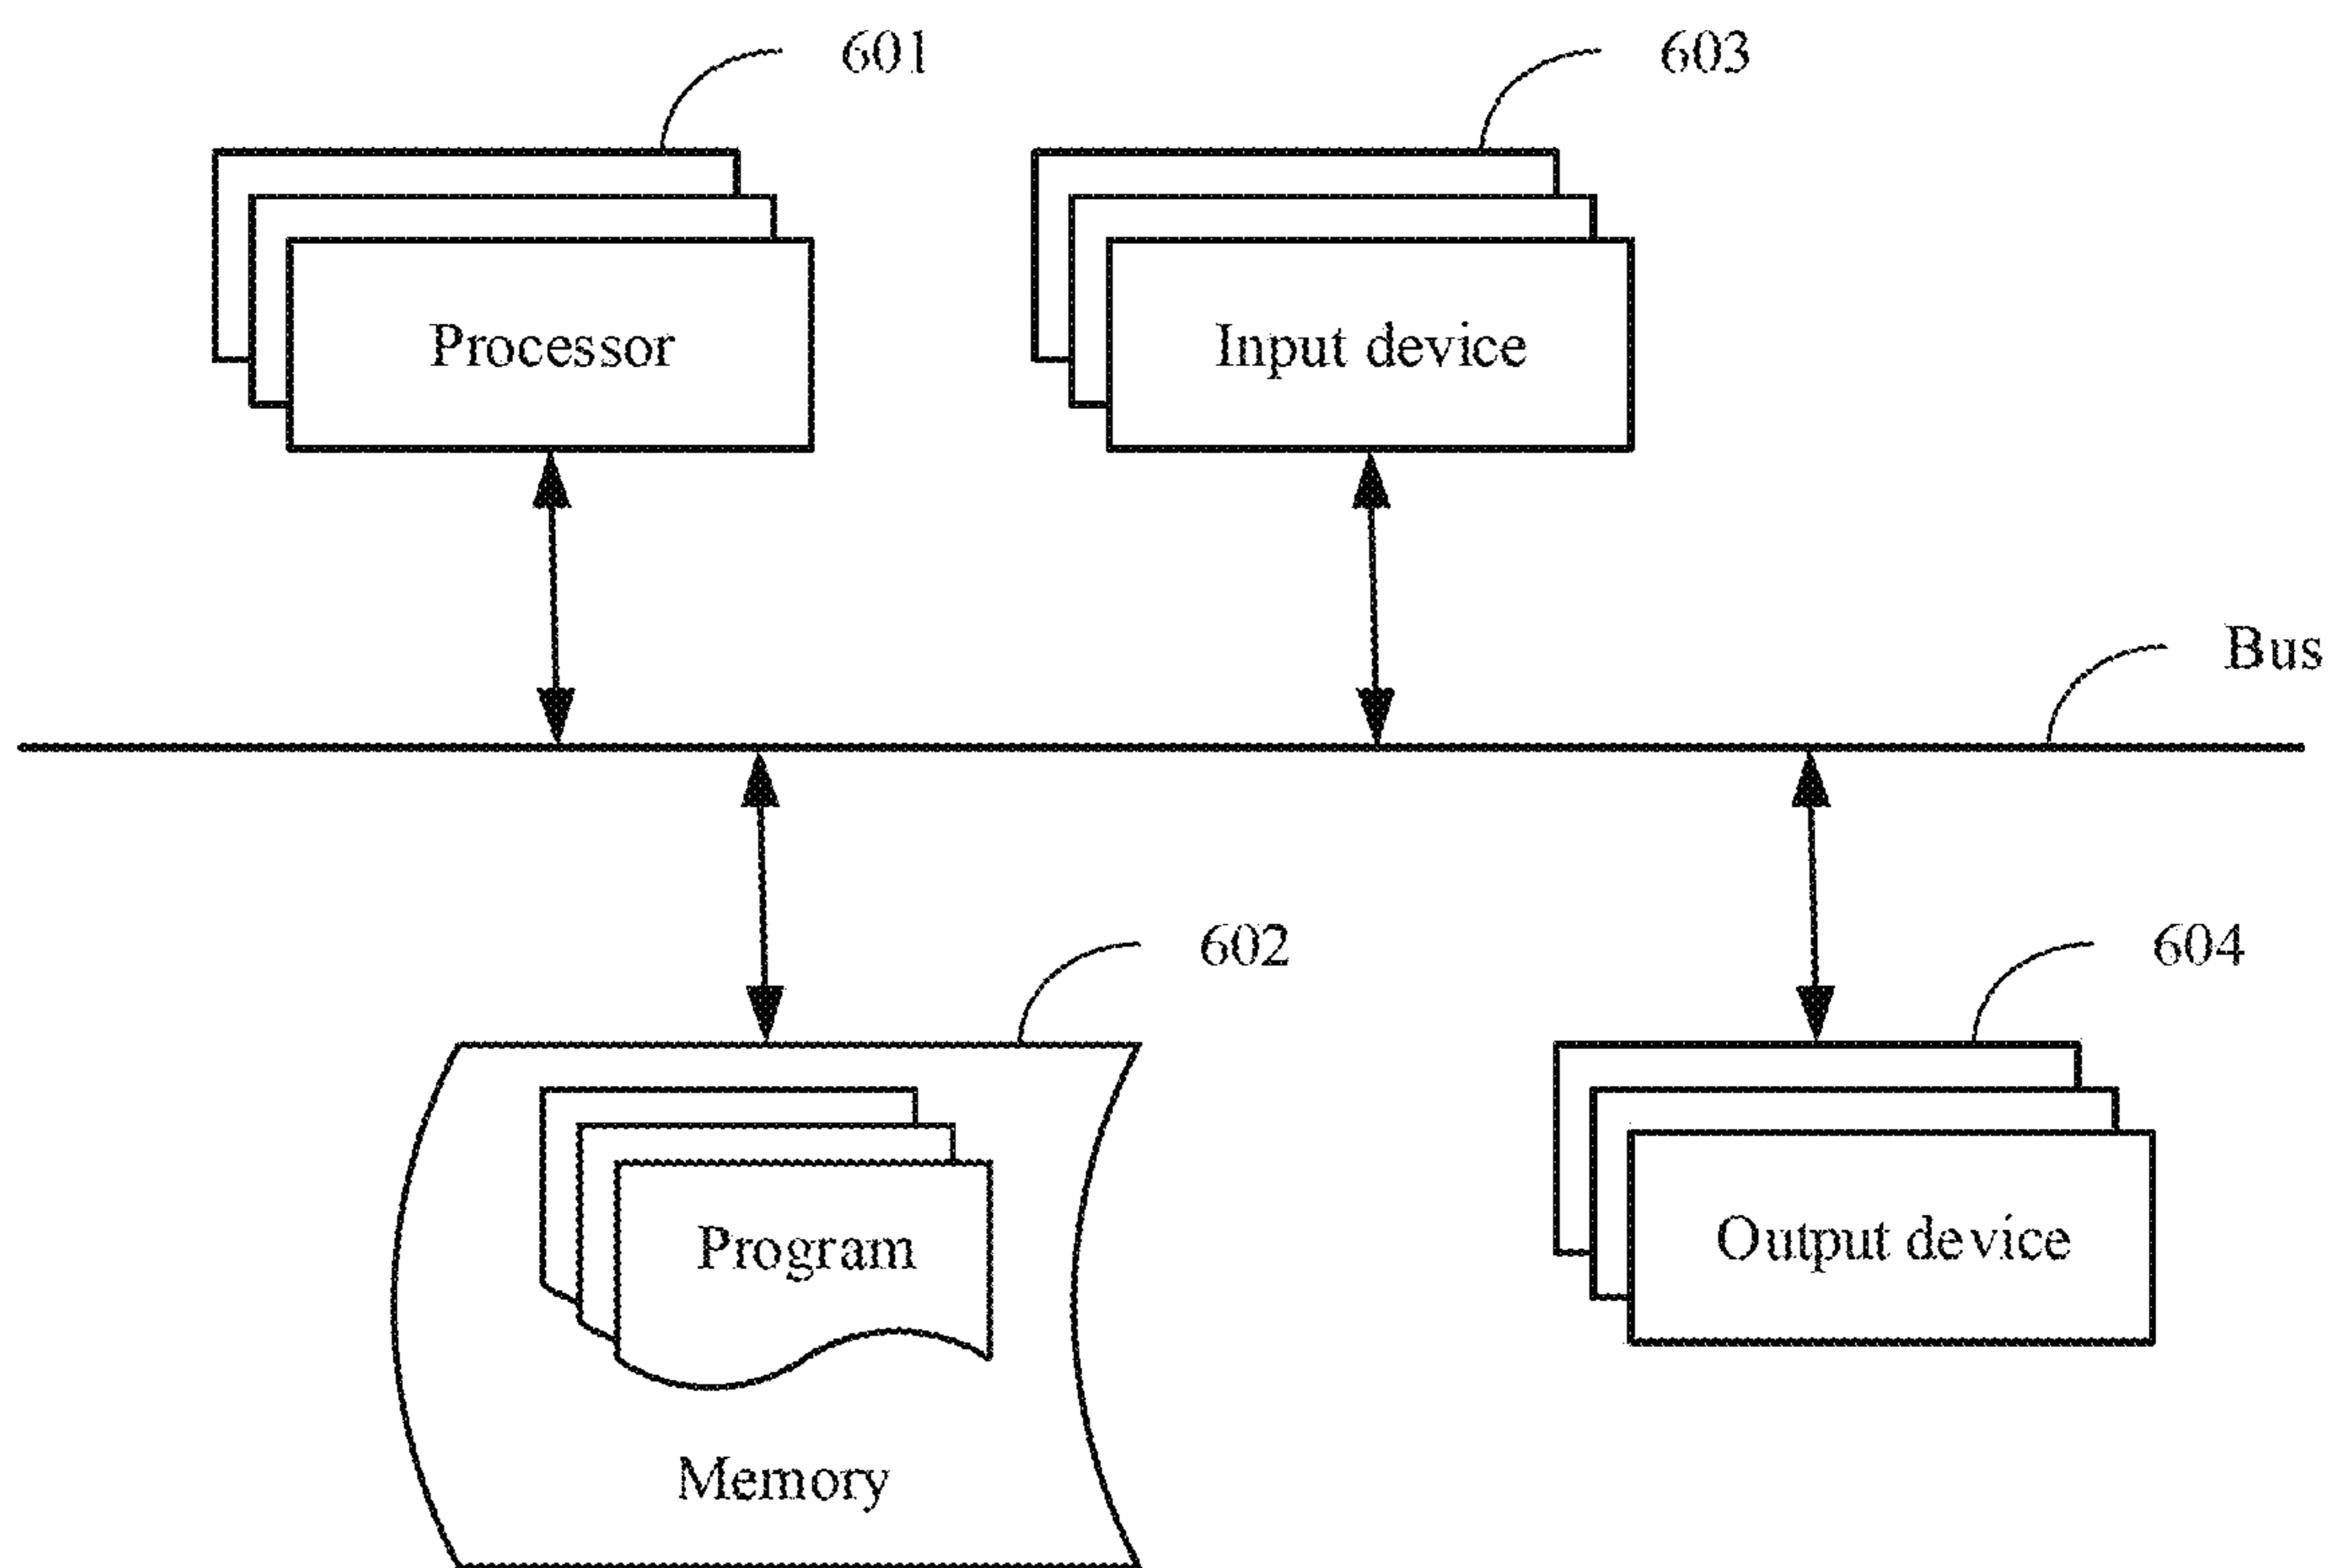 601
603
Processor
Input device
Bus
602
604
Program
Output device
Memory